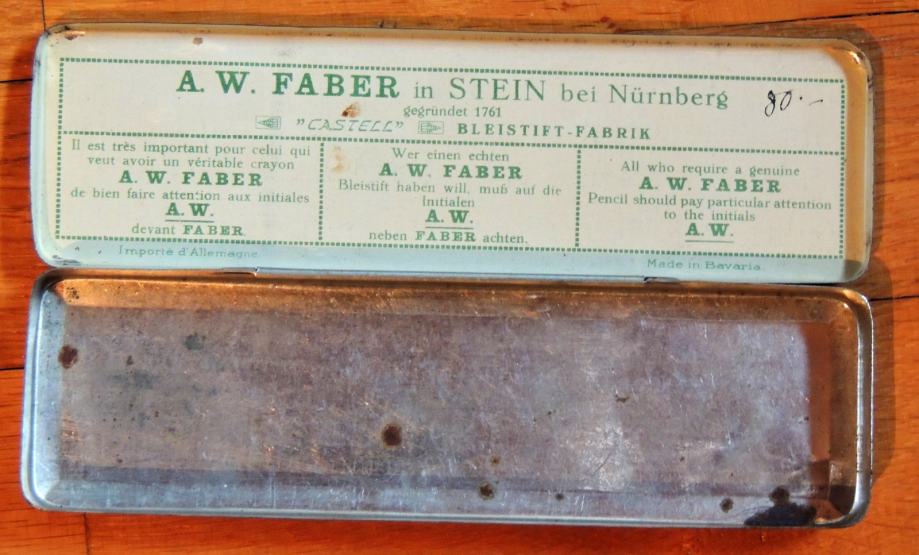 A. W. FABER in STEIN bei Nürnberg
80.-
gegründet 1761
"CASTELL" BLEISTIFT-FABRIK
Il est très important pour celui qui
veut avoir un véritable crayon
A. W. FABER
de bien faire attention aux initiales
A. W.
devant FABER
Importé d'Allemagne.
Wer einen echten
A. W. FABER
Bleistift haben will, muß auf die
Initialen
A. W.
neben FABER achten.
All who require a genuine
A. W. FABER
Pencil should pay particular attention
to the initials
A. W.
Made in Bavaria.